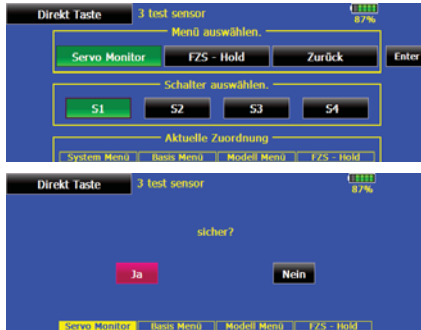 Direkt Taste 3 test sensor 87%
Menü auswählen.
Servo Monitor FZS - Hold Zurück Enter
Schalter auswählen.
S1 S2 S3 S4
Aktuelle Zuordnung
System Menü Basis Menü Modell Menü FZS - Hold
Direkt Taste 3 test sensor 87%
sicher?
Ja Nein
Servo Monitor Basis Menü Modell Menü FZS - Hold